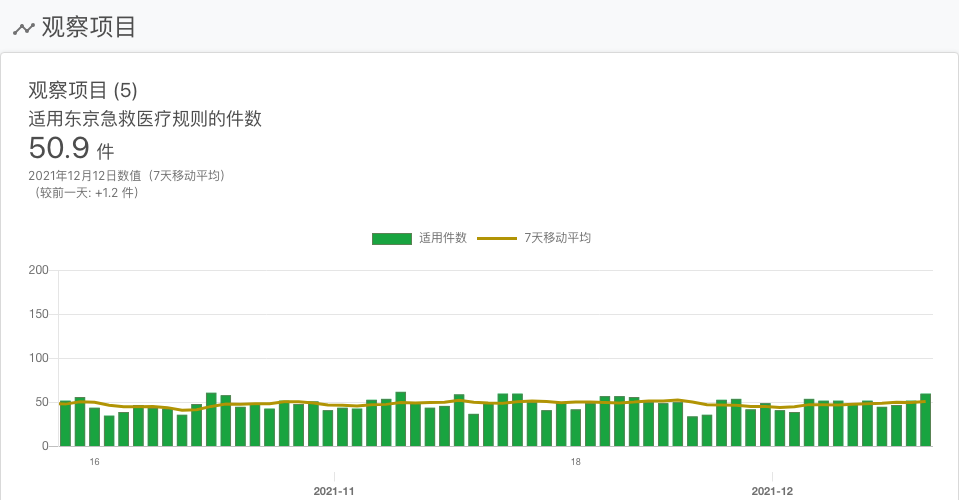 观察项目
观察项目 (5)
适用东京急救医疗规则的件数
50.9 件
2021年12月12日数值（7天移动平均）
（较前一天: +1.2 件）
适用件数 7天移动平均
200
150
100
50
0
16 18
2021-11 2021-12